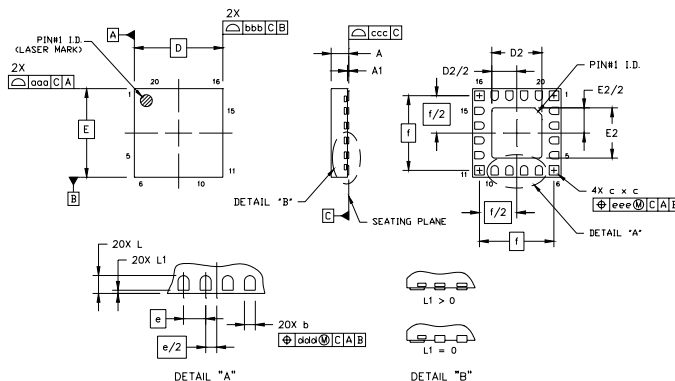 2X
A
D
bbb C B
PIN#1 I.D.
(LASER MARK)
2X
aaa C A
1
20
16
15
E
5
11
6
10
B
ccc C
A
A1
DETAIL "B"
C
SEATING PLANE
D2
D2/2
PIN#1 I.D.
16
20
1
15
E2/2
f/2
f
E2
5
11
10
6
4X c x c
eee M C A B
f/2
DETAIL "A"
f
20X L
20X L1
e
20X b
ddd M C A B
e/2
DETAIL "A"
L1 > 0
L1 = 0
DETAIL "B"